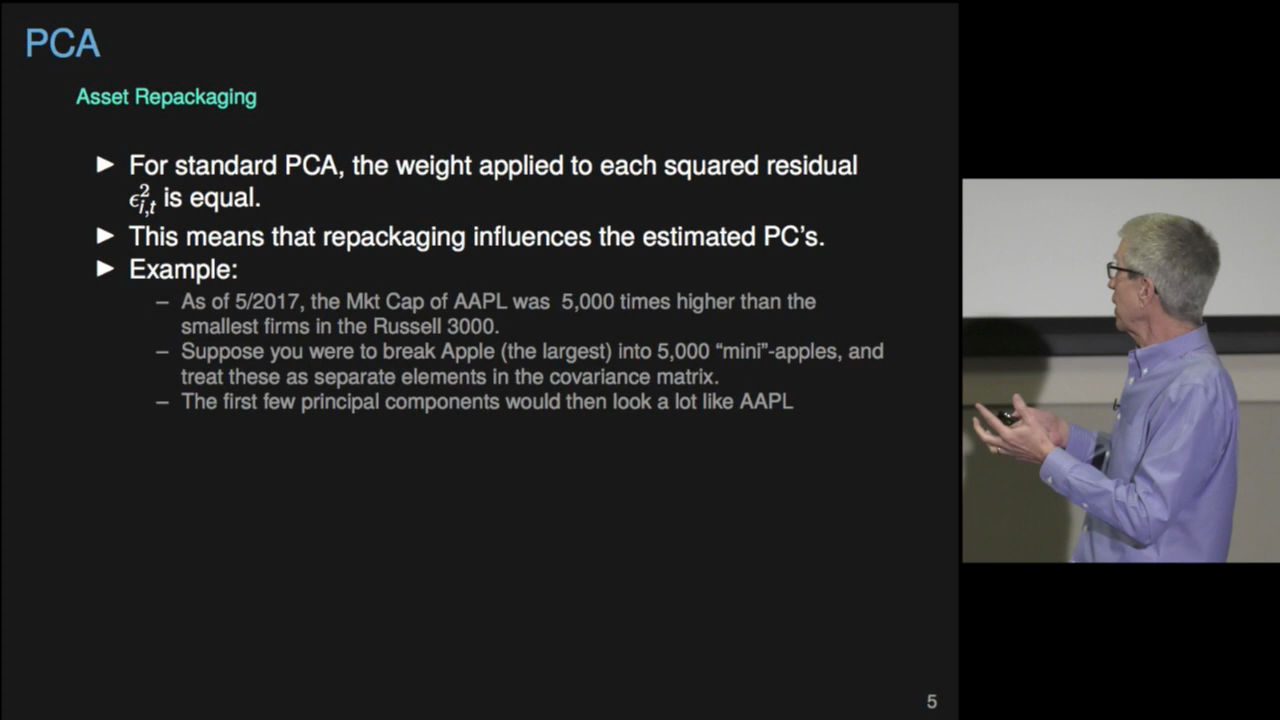 PCA
Asset Repackaging
► For standard PCA, the weight applied to each squared residual
ϵ²ᵢ,ₜ is equal.
► This means that repackaging influences the estimated PC's.
► Example:
– As of 5/2017, the Mkt Cap of AAPL was 5,000 times higher than the
smallest firms in the Russell 3000.
– Suppose you were to break Apple (the largest) into 5,000 “mini”-apples, and
treat these as separate elements in the covariance matrix.
– The first few principal components would then look a lot like AAPL
5